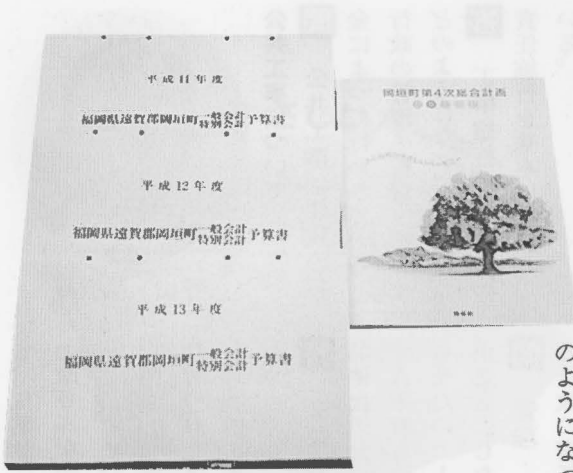 平成11年度
福岡県遠賀郡岡垣町一般会計特別会計予算書
平成12年度
福岡県遠賀郡岡垣町一般会計特別会計予算書
平成13年度
福岡県遠賀郡岡垣町一般会計特別会計予算書
岡垣町第4次総合計画
岡垣町
のようにな